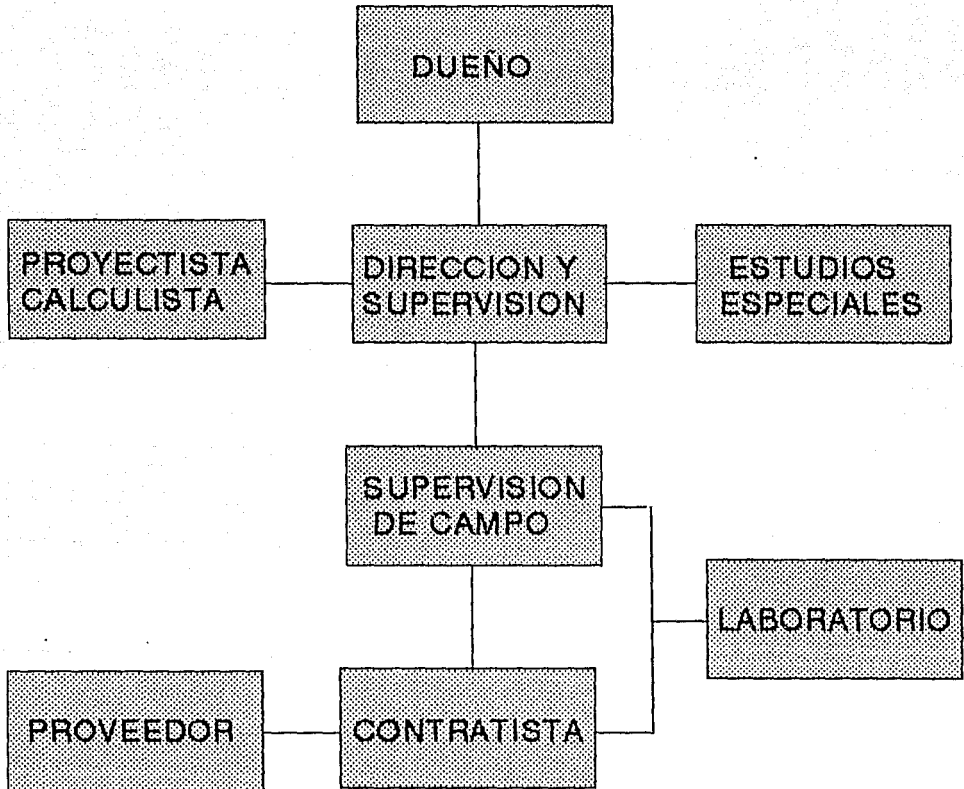 DUEÑO
PROYECTISTA
CALCULISTA
DIRECCION Y
SUPERVISION
ESTUDIOS
ESPECIALES
SUPERVISION
DE CAMPO
LABORATORIO
PROVEEDOR
CONTRATISTA